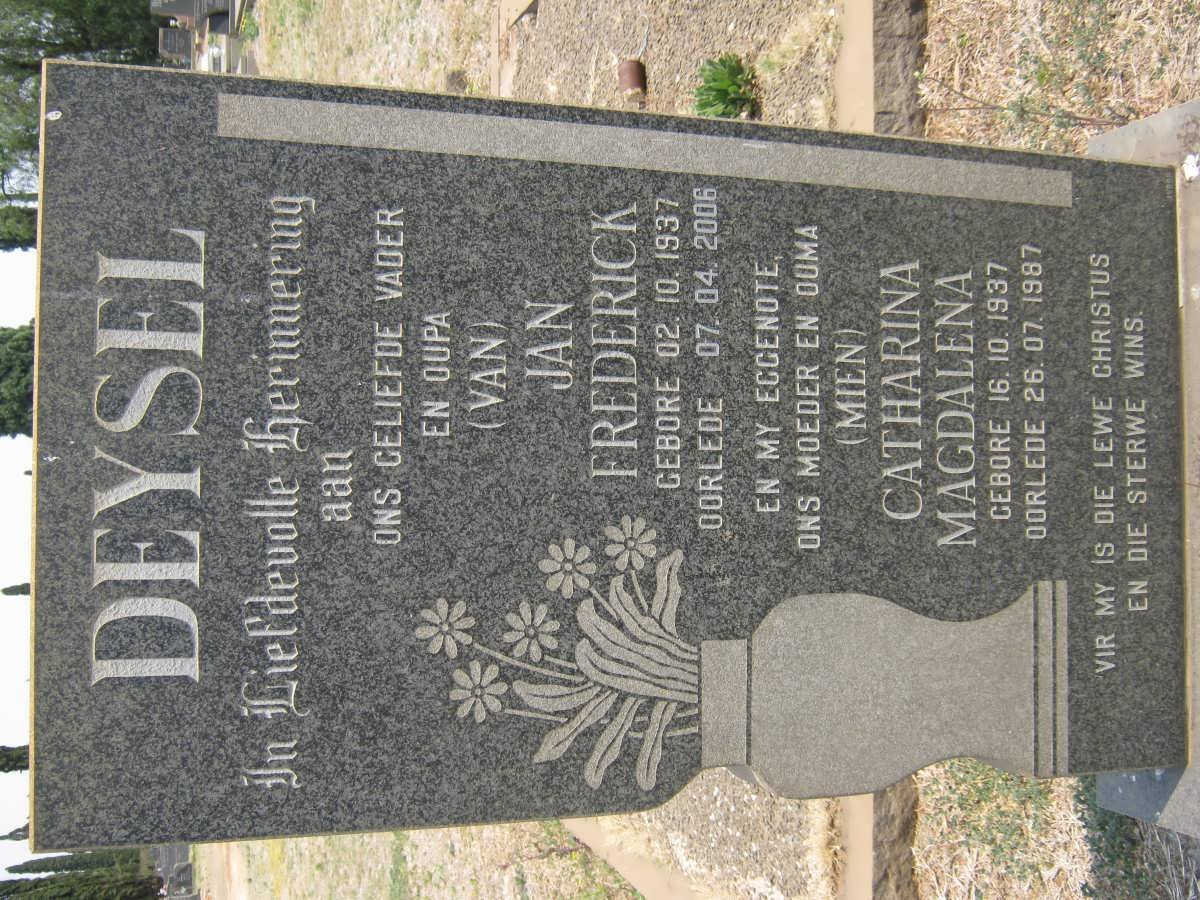 DEYSEL
In Liefdevolle Herinnering
aan
ONS GELIEFDE VADER
EN OUPA
(VAN)
JAN
FREDERICK
GEBORE 02. 10. 1937
OORLEDE 07. 04. 2006
EN MY EGGENOTE,
ONS MOEDER EN OUMA
(MIEN)
CATHARINA
MAGDALENA
GEBORE 16. 10. 1937
OORLEDE 26. 07. 1987
'VIR MY IS DIE LEWE CHRISTUS
EN DIE STERWE WINS.'